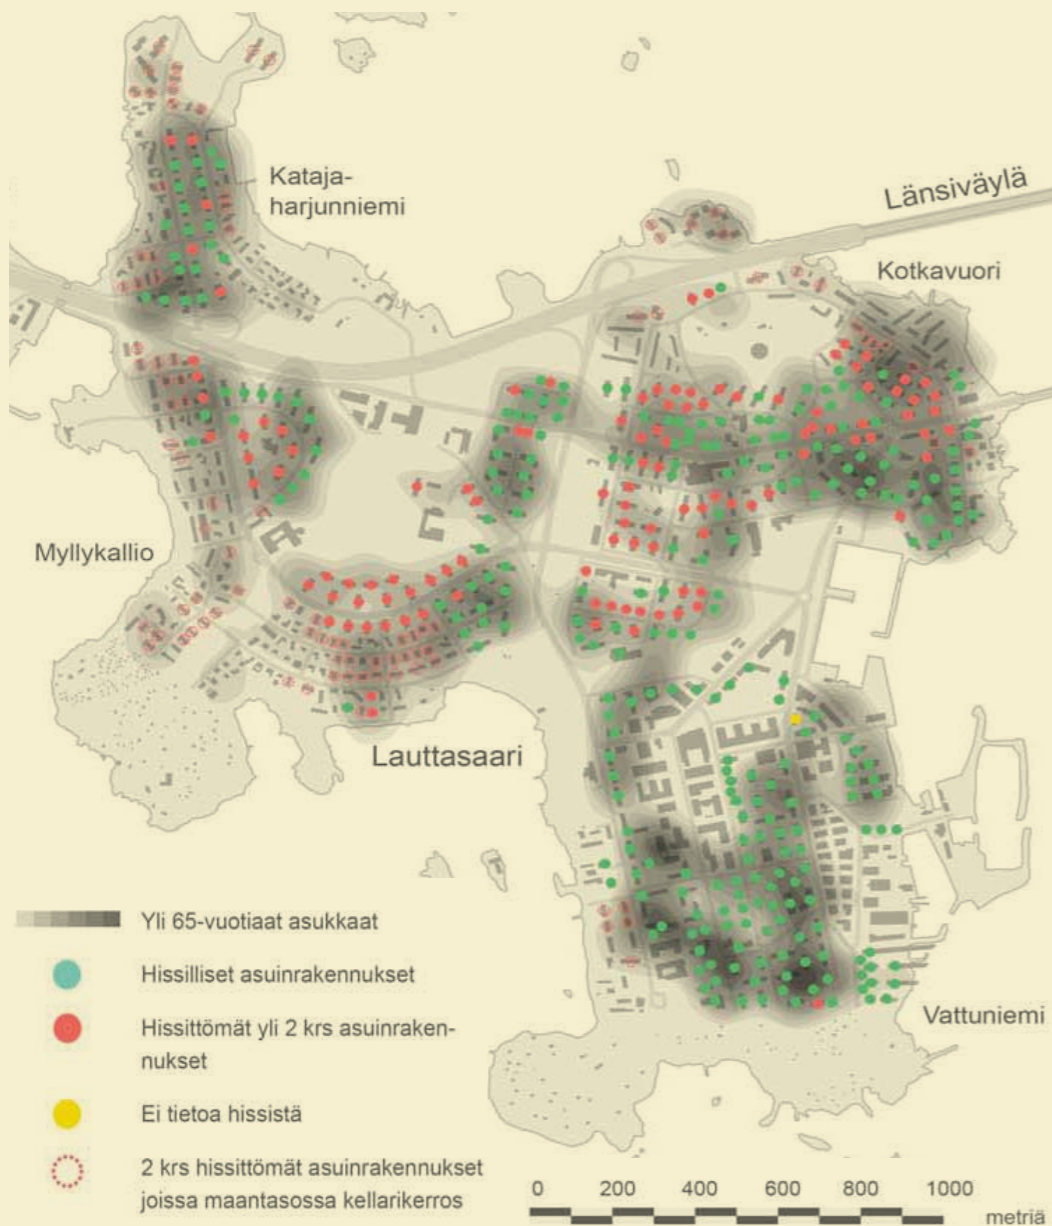 Kataja-
harjunniemi
Länsiväylä
Kotkavuori
Myllykallio
Lauttasaari
Yli 65-vuotiaat asukkaat
Hissilliset asuinrakennukset
Hissittömät yli 2 krs asuinraken-
nukset
Ei tietoa hissistä
2 krs hissittömät asuinrakennukset
joissa maantasossa kellarikerros
Vattuniemi
0 200 400 600 800 1000
metriä